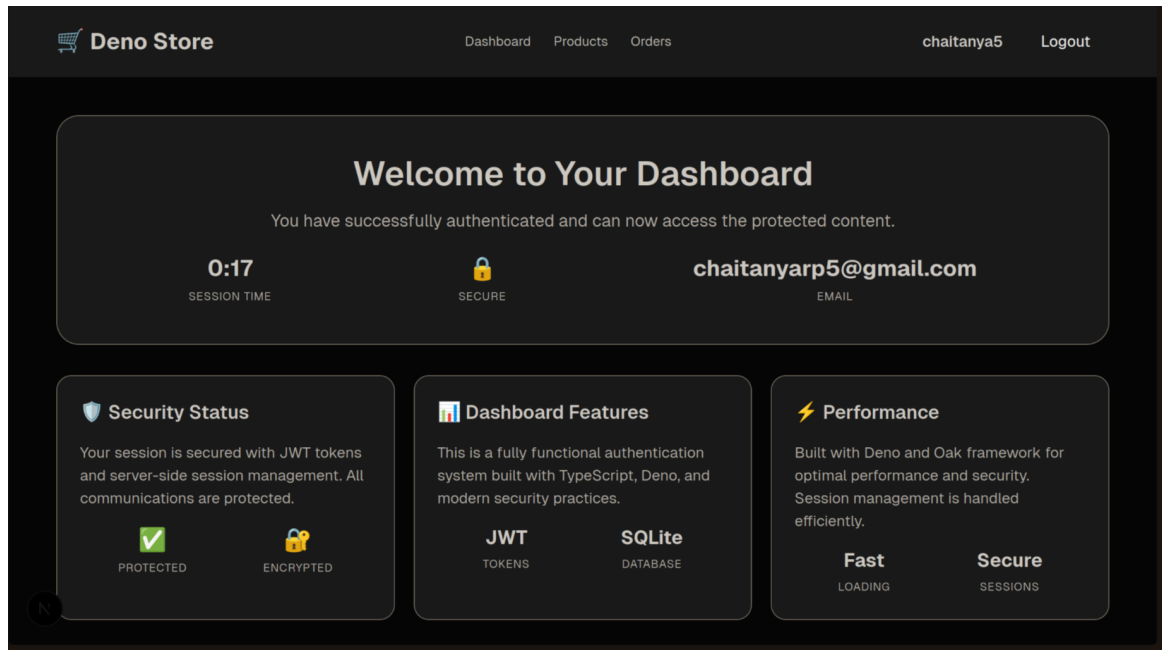 Deno Store
Dashboard Products Orders
chaitanya5 Logout
Welcome to Your Dashboard
You have successfully authenticated and can now access the protected content.
0:17
SESSION TIME
SECURE
chaitanyarp5@gmail.com
EMAIL
Security Status
Your session is secured with JWT tokens
and server-side session management. All
communications are protected.
PROTECTED
ENCRYPTED
Dashboard Features
This is a fully functional authentication
system built with TypeScript, Deno, and
modern security practices.
JWT
TOKENS
SQLite
DATABASE
Performance
Built with Deno and Oak framework for
optimal performance and security.
Session management is handled
efficiently.
Fast
LOADING
Secure
SESSIONS
N